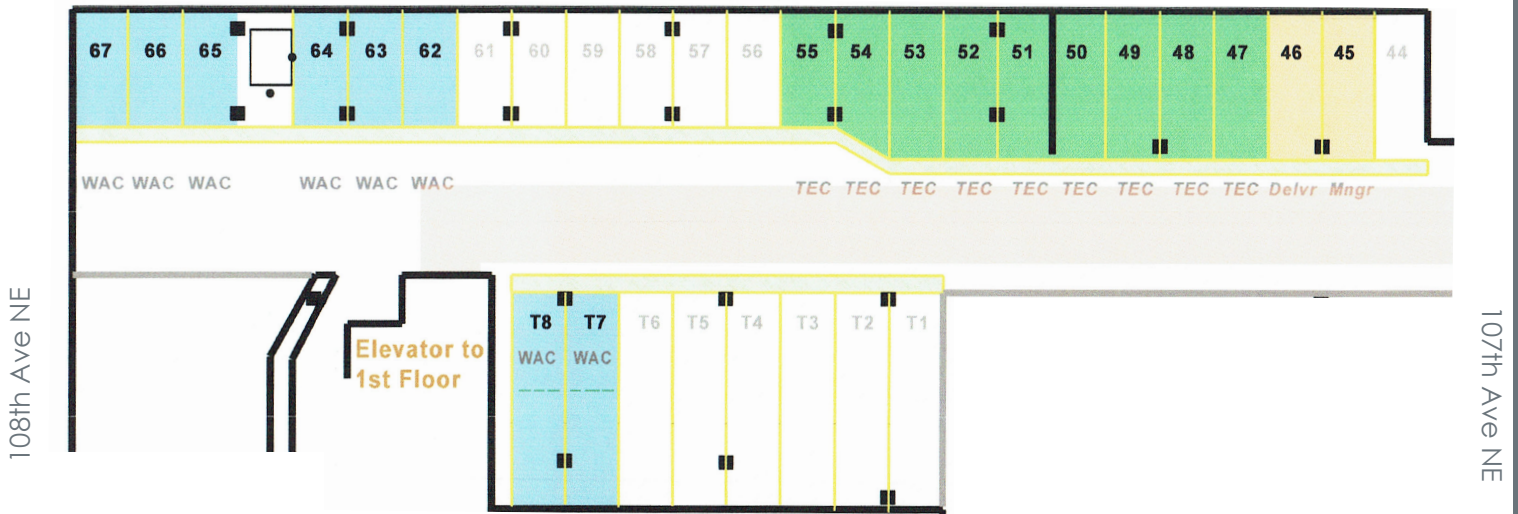 67 66 65 64 63 62 61 60 59 58 57 56 55 54 53 52 51 50 49 48 47 46 45 44
WAC WAC WAC WAC WAC WAC TEC TEC TEC TEC TEC TEC TEC TEC TEC Delvr Mngr
108th Ave NE
Elevator to
1st Floor
T8 T7 T6 T5 T4 T3 T2 T1
WAC WAC
107th Ave NE